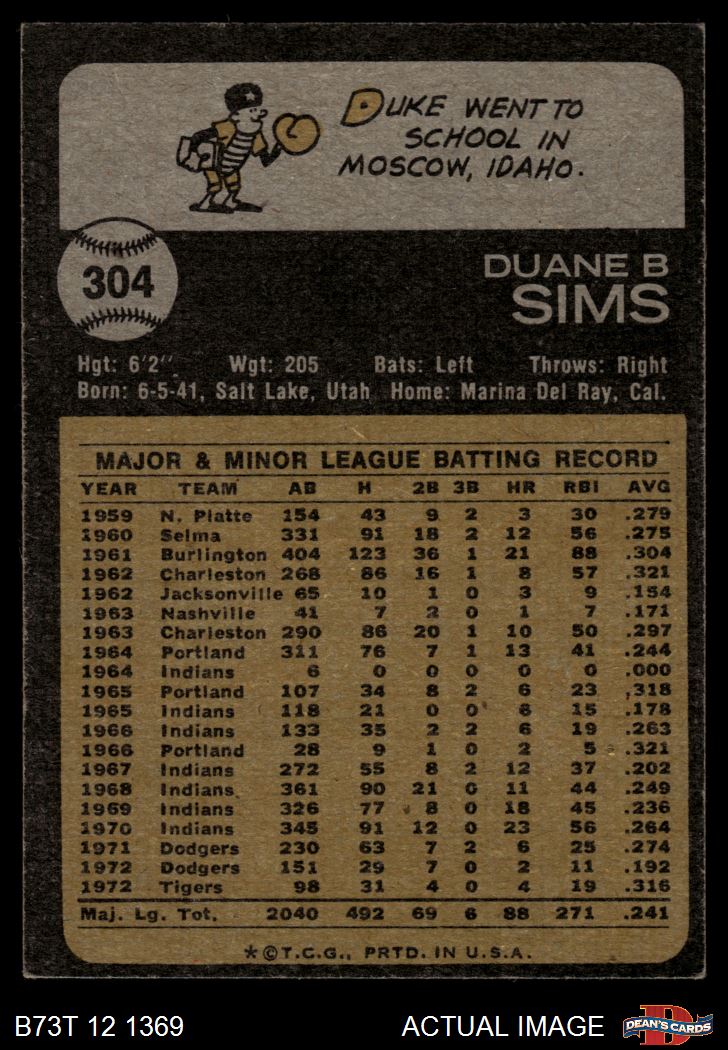 DUKE WENT TO
SCHOOL IN
MOSCOW, IDAHO.
304
DUANE B
SIMS
Hgt: 6'2". Wgt: 205 Bats: Left Throws: Right
Born: 6-5-41, Salt Lake, Utah Home: Marina Del Ray, Cal.
MAJOR & MINOR LEAGUE BATTING RECORD
YEAR TEAM AB H 2B 3B HR RBI AVG
1959 N. Platte 154 43 9 2 3 30 .279
1960 Selma 331 91 18 2 12 56 .275
1961 Burlington 404 123 36 1 21 88 .304
1962 Charleston 268 86 16 1 8 57 .321
1962 Jacksonville 65 10 1 0 3 9 .154
1963 Nashville 41 7 2 0 1 7 .171
1963 Charleston 290 86 20 1 10 50 .297
1964 Portland 311 76 7 1 13 41 .244
1964 Indians 6 0 0 0 0 0 .000
1965 Portland 107 34 8 2 6 23 .318
1965 Indians 118 21 0 0 6 15 .178
1966 Indians 133 35 2 2 6 19 .263
1966 Portland 28 9 1 0 2 5 .321
1967 Indians 272 55 8 2 12 37 .202
1968 Indians 361 90 21 0 11 44 .249
1969 Indians 326 77 8 0 18 45 .236
1970 Indians 345 91 12 0 23 56 .264
1971 Dodgers 230 63 7 2 6 25 .274
1972 Dodgers 151 29 7 0 2 11 .192
1972 Tigers 98 31 4 0 4 19 .316
Maj. Lg. Tot. 2040 492 69 6 88 271 .241
*©T.C.G., PRTD. IN U.S.A.
B73T 12 1369 ACTUAL IMAGE DEAN'S CARDS